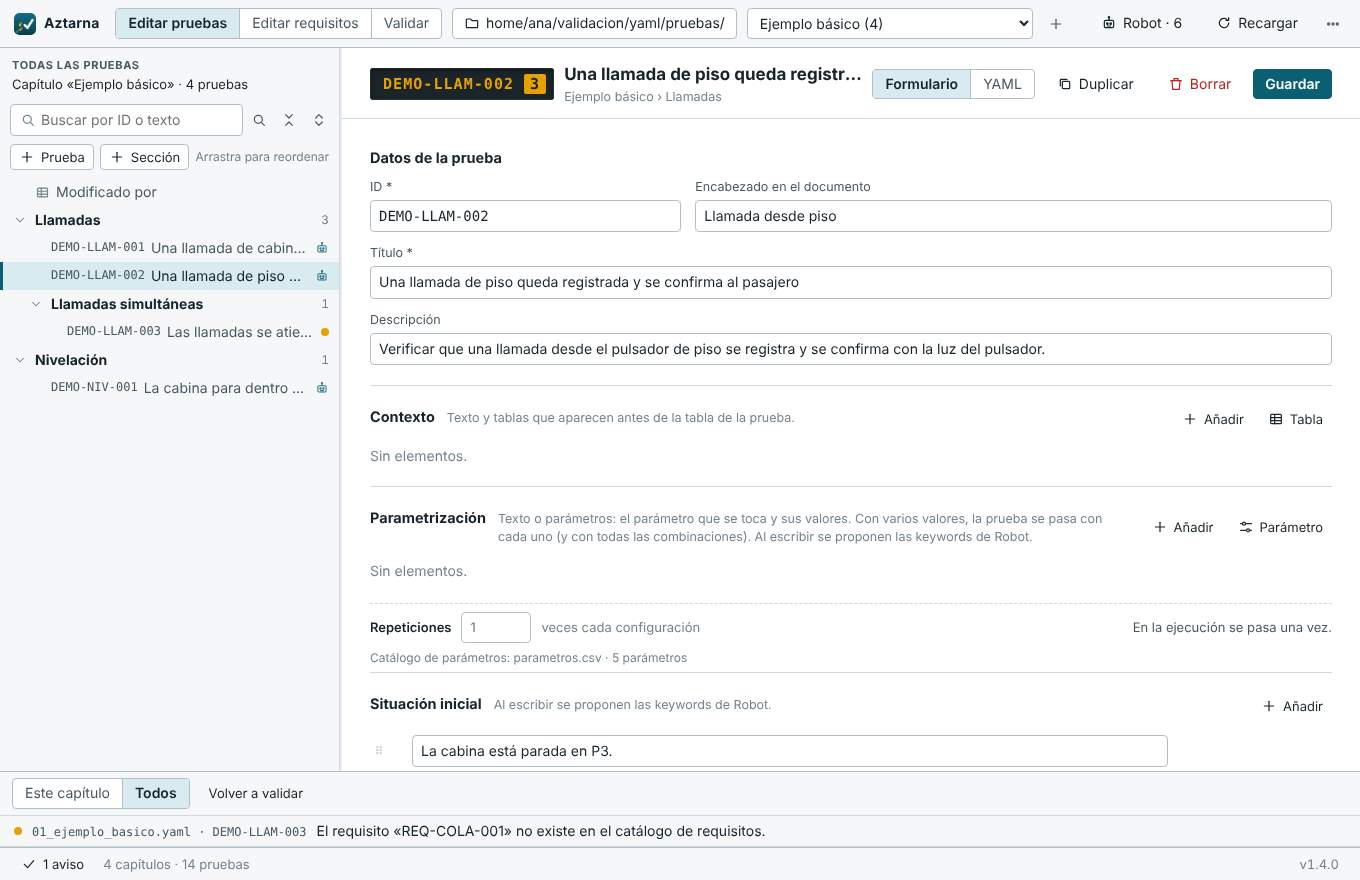 Aztarna
Editar pruebas
Editar requisitos
Validar
home/ana/validacion/yaml/pruebas/
Ejemplo básico (4)
Robot · 6
Recargar
TODAS LAS PRUEBAS
Capítulo «Ejemplo básico» · 4 pruebas
Buscar por ID o texto
Prueba
Sección
Arrastra para reordenar
Modificado por
Llamadas 3
DEMO-LLAM-001 Una llamada de cabin...
DEMO-LLAM-002 Una llamada de piso ...
Llamadas simultáneas 1
DEMO-LLAM-003 Las llamadas se atie...
Nivelación 1
DEMO-NIV-001 La cabina para dentro ...
DEMO-LLAM-002 3
Una llamada de piso queda registr...
Ejemplo básico › Llamadas
Formulario
YAML
Duplicar
Borrar
Guardar
Datos de la prueba
ID *
Encabezado en el documento
DEMO-LLAM-002
Llamada desde piso
Título *
Una llamada de piso queda registrada y se confirma al pasajero
Descripción
Verificar que una llamada desde el pulsador de piso se registra y se confirma con la luz del pulsador.
Contexto
Texto y tablas que aparecen antes de la tabla de la prueba.
Añadir
Tabla
Sin elementos.
Parametrización
Texto o parámetros: el parámetro que se toca y sus valores. Con varios valores, la prueba se pasa con
cada uno (y con todas las combinaciones). Al escribir se proponen las keywords de Robot.
Añadir
Parámetro
Sin elementos.
Repeticiones
1
veces cada configuración
En la ejecución se pasa una vez.
Catálogo de parámetros: parametros.csv · 5 parámetros
Situación inicial
Al escribir se proponen las keywords de Robot.
Añadir
La cabina está parada en P3.
Este capítulo
Todos
Volver a validar
01_ejemplo_basico.yaml · DEMO-LLAM-003 El requisito «REQ-COLA-001» no existe en el catálogo de requisitos.
1 aviso
4 capítulos · 14 pruebas
v1.4.0